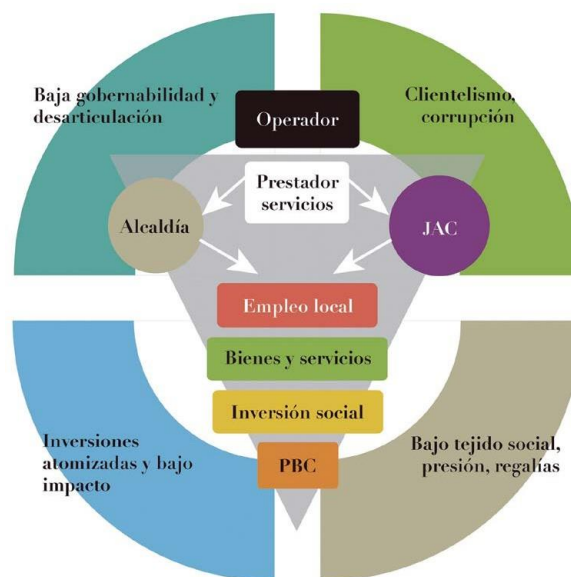 Baja gobernabilidad y
desarticulación
Clientelismo,
corrupción
Operador
Prestador
servicios
Alcaldía
JAC
Empleo local
Bienes y servicios
Inversión social
PBC
Inversiones
atomizadas y bajo
impacto
Bajo tejido social,
presión, regalías